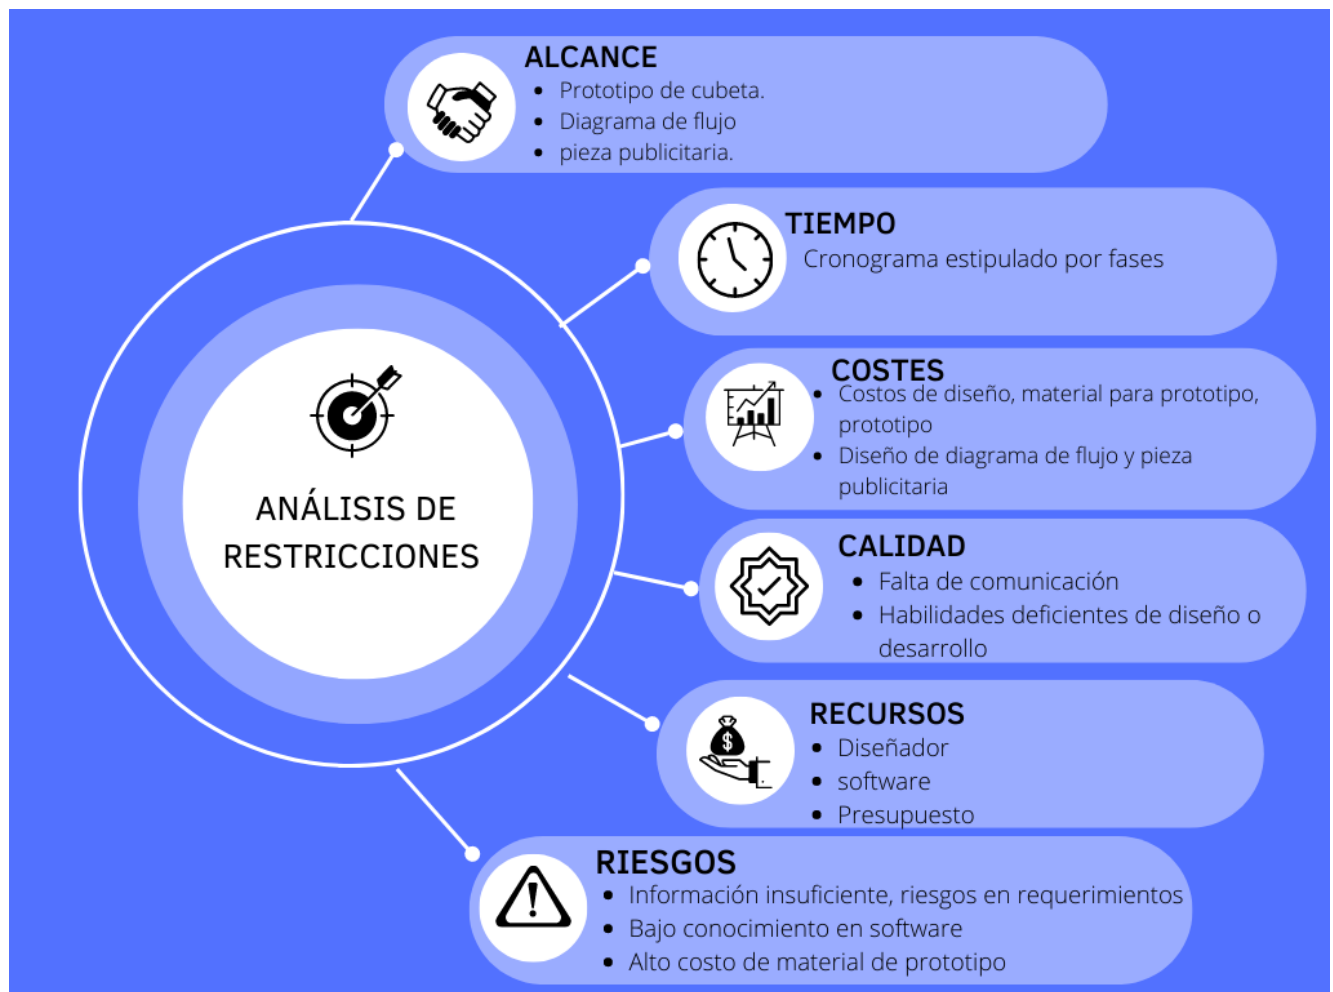 ALCANCE
• Prototipo de cubeta.
• Diagrama de flujo
• pieza publicitaria.
TIEMPO
Cronograma estipulado por fases
COSTES
• Costos de diseño, material para prototipo,
prototipo
• Diseño de diagrama de flujo y pieza
publicitaria
ANÁLISIS DE
RESTRICCIONES
CALIDAD
• Falta de comunicación
• Habilidades deficientes de diseño o
desarrollo
RECURSOS
$
• Diseñador
• software
• Presupuesto
RIESGOS
!
• Información insuficiente, riesgos en requerimientos
• Bajo conocimiento en software
• Alto costo de material de prototipo